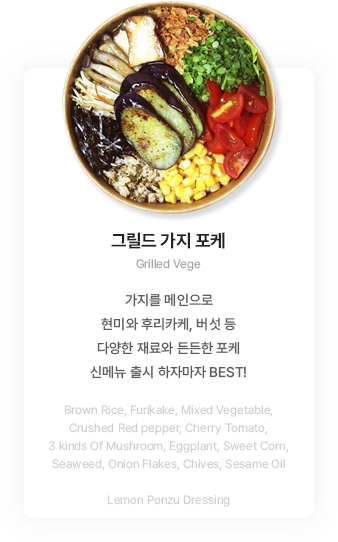 그릴드 가지 포케
Grilled Vege
가지를 메인으로
현미와 후리카케, 버섯 등
다양한 재료와 든든한 포케
신메뉴 출시 하자마자 BEST!
Brown Rice, Furikake, Mixed Vegetable,
Crushed Red pepper, Cherry Tomato,
3 kinds Of Mushroom, Eggplant, Sweet Corn,
Seaweed, Onion Flakes, Chives, Sesame Oil
Lemon Ponzu Dressing